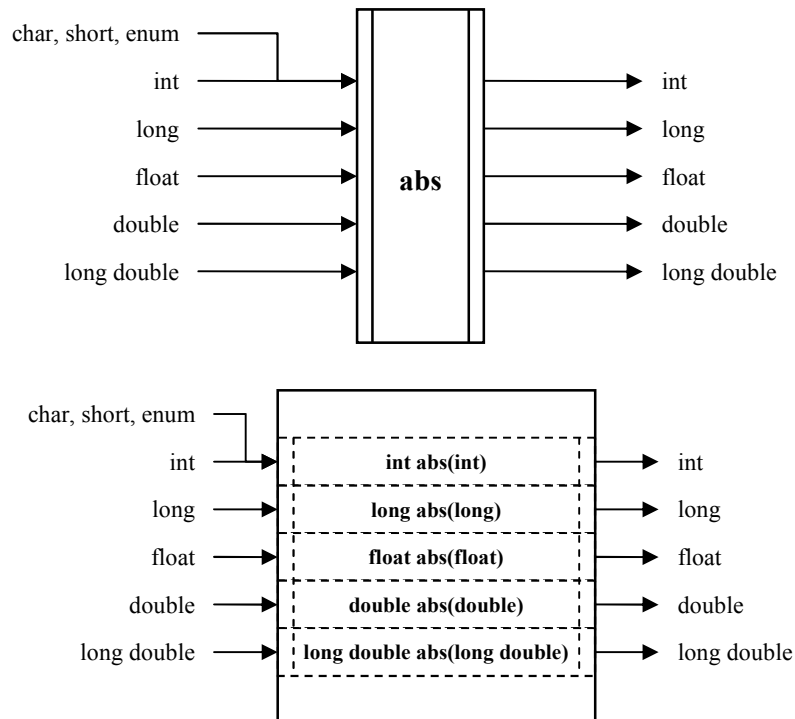 char, short, enum
int int
long long
float abs float
double double
long double long double
char, short, enum
int int abs(int) int
long long abs(long) long
float float abs(float) float
double double abs(double) double
long double long double abs(long double) long double